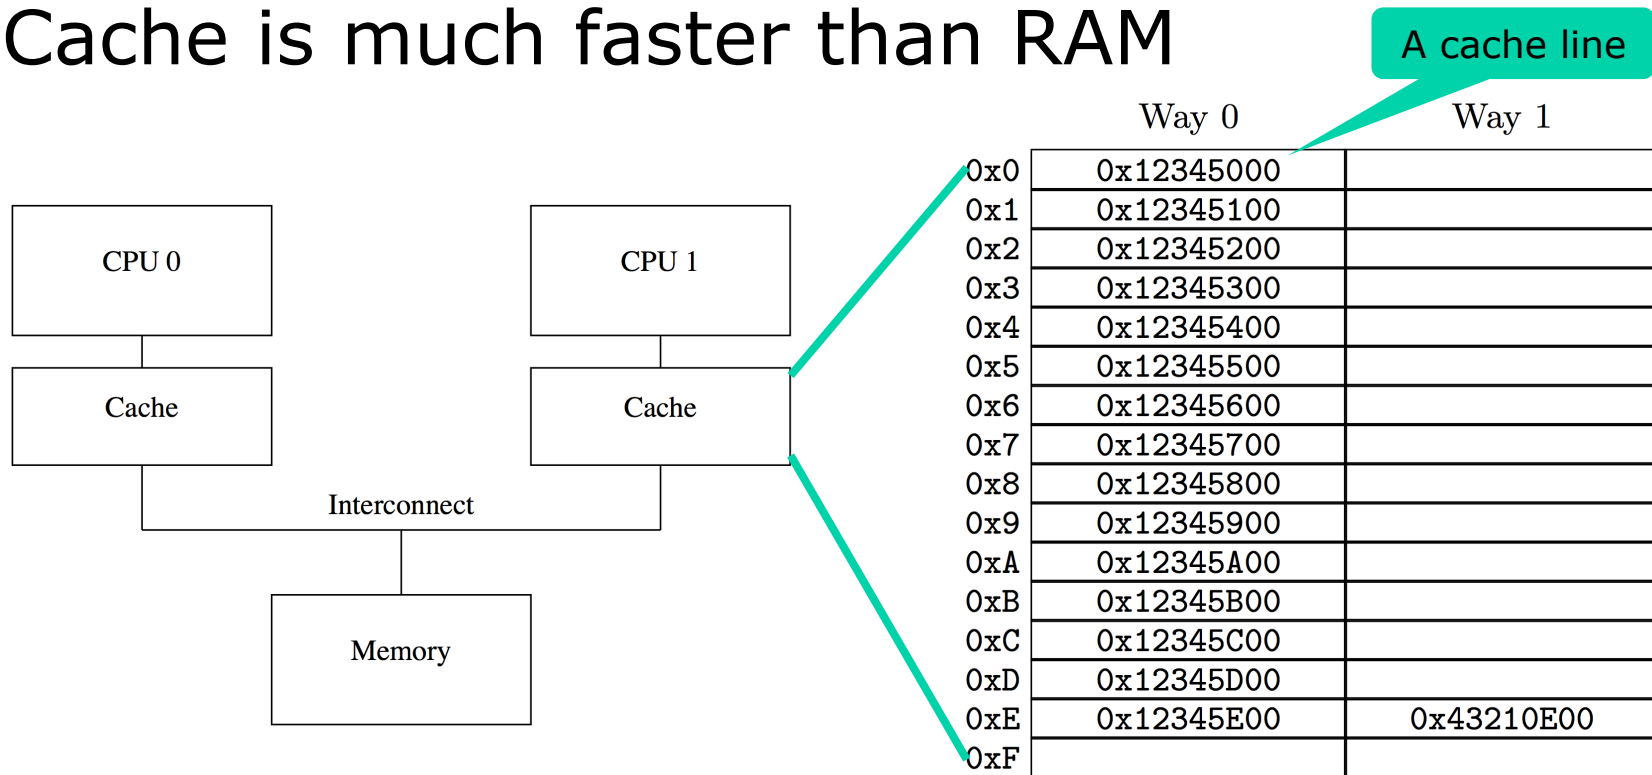 Cache is much faster than RAM
A cache line
CPU 0
CPU 1
Cache
Cache
Interconnect
Memory
Way 0 Way 1
0x0 0x12345000
0x1 0x12345100
0x2 0x12345200
0x3 0x12345300
0x4 0x12345400
0x5 0x12345500
0x6 0x12345600
0x7 0x12345700
0x8 0x12345800
0x9 0x12345900
0xA 0x12345A00
0xB 0x12345B00
0xC 0x12345C00
0xD 0x12345D00
0xE 0x12345E00 0x43210E00
0xF